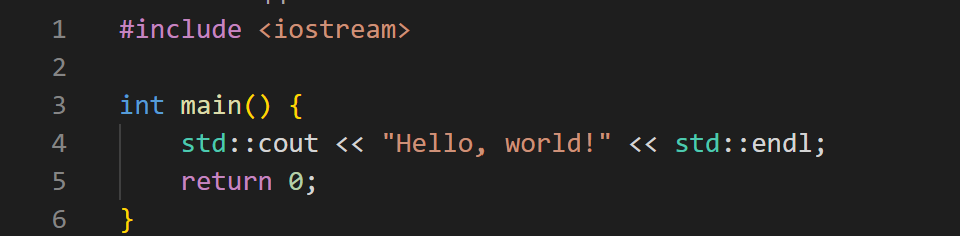 1 #include <iostream>
2
3 int main() {
4     std::cout << "Hello, world!" << std::endl;
5     return 0;
6 }